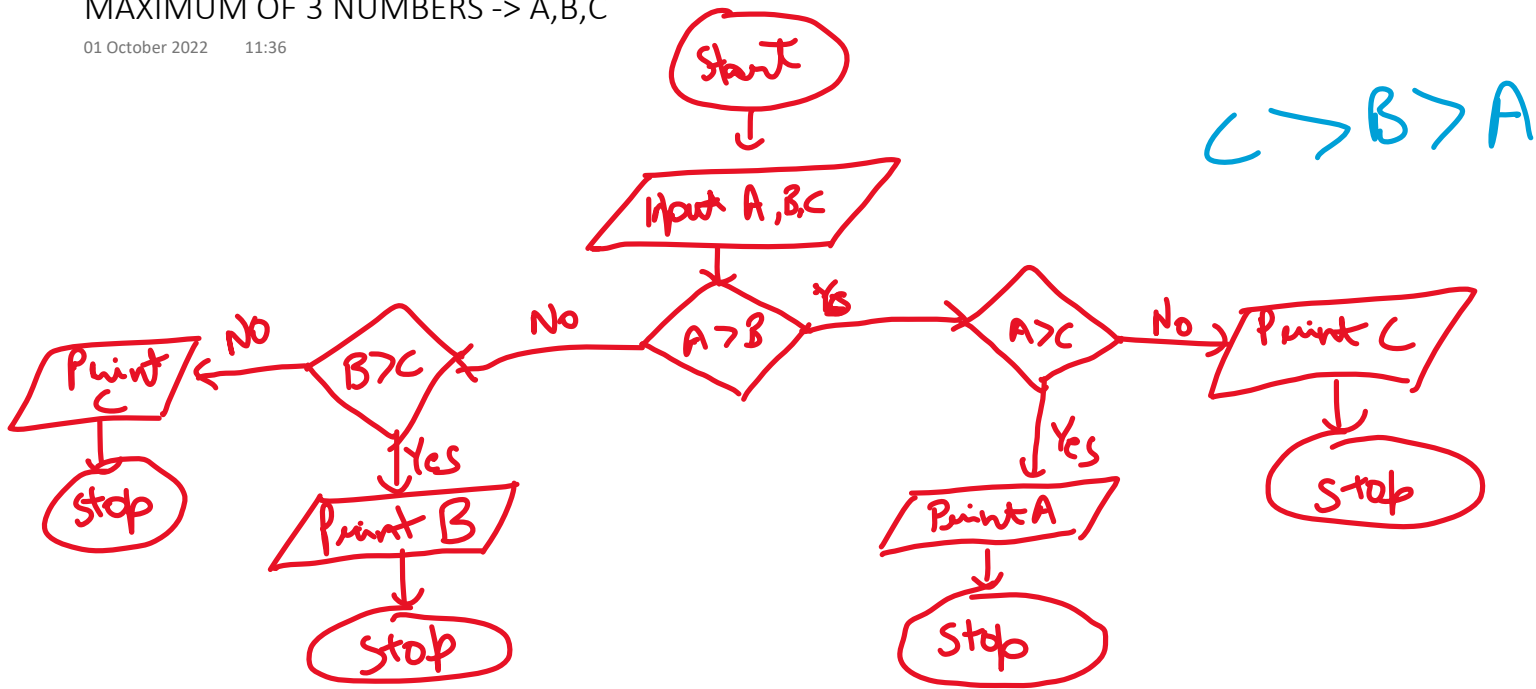 MAXIMUM OF 3 NUMBERS -> A,B,C
01 October 2022 11:36
Start
C > B > A
Input A, B, C
NO
No
Yes
No
Print
C
B>C
A>B
A>C
Print C
Yes
Yes
Stop
Print B
Print A
Stop
Stop
Stop